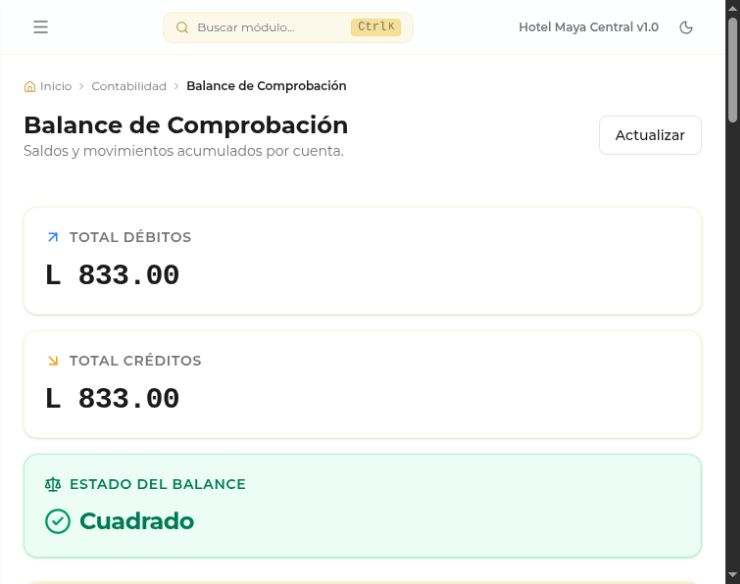 Buscar módulo... Ctrl K Hotel Maya Central v1.0
Inicio > Contabilidad > Balance de Comprobación
Balance de Comprobación
Saldos y movimientos acumulados por cuenta.
Actualizar
TOTAL DÉBITOS
L 833.00
TOTAL CRÉDITOS
L 833.00
ESTADO DEL BALANCE
Cuadrado